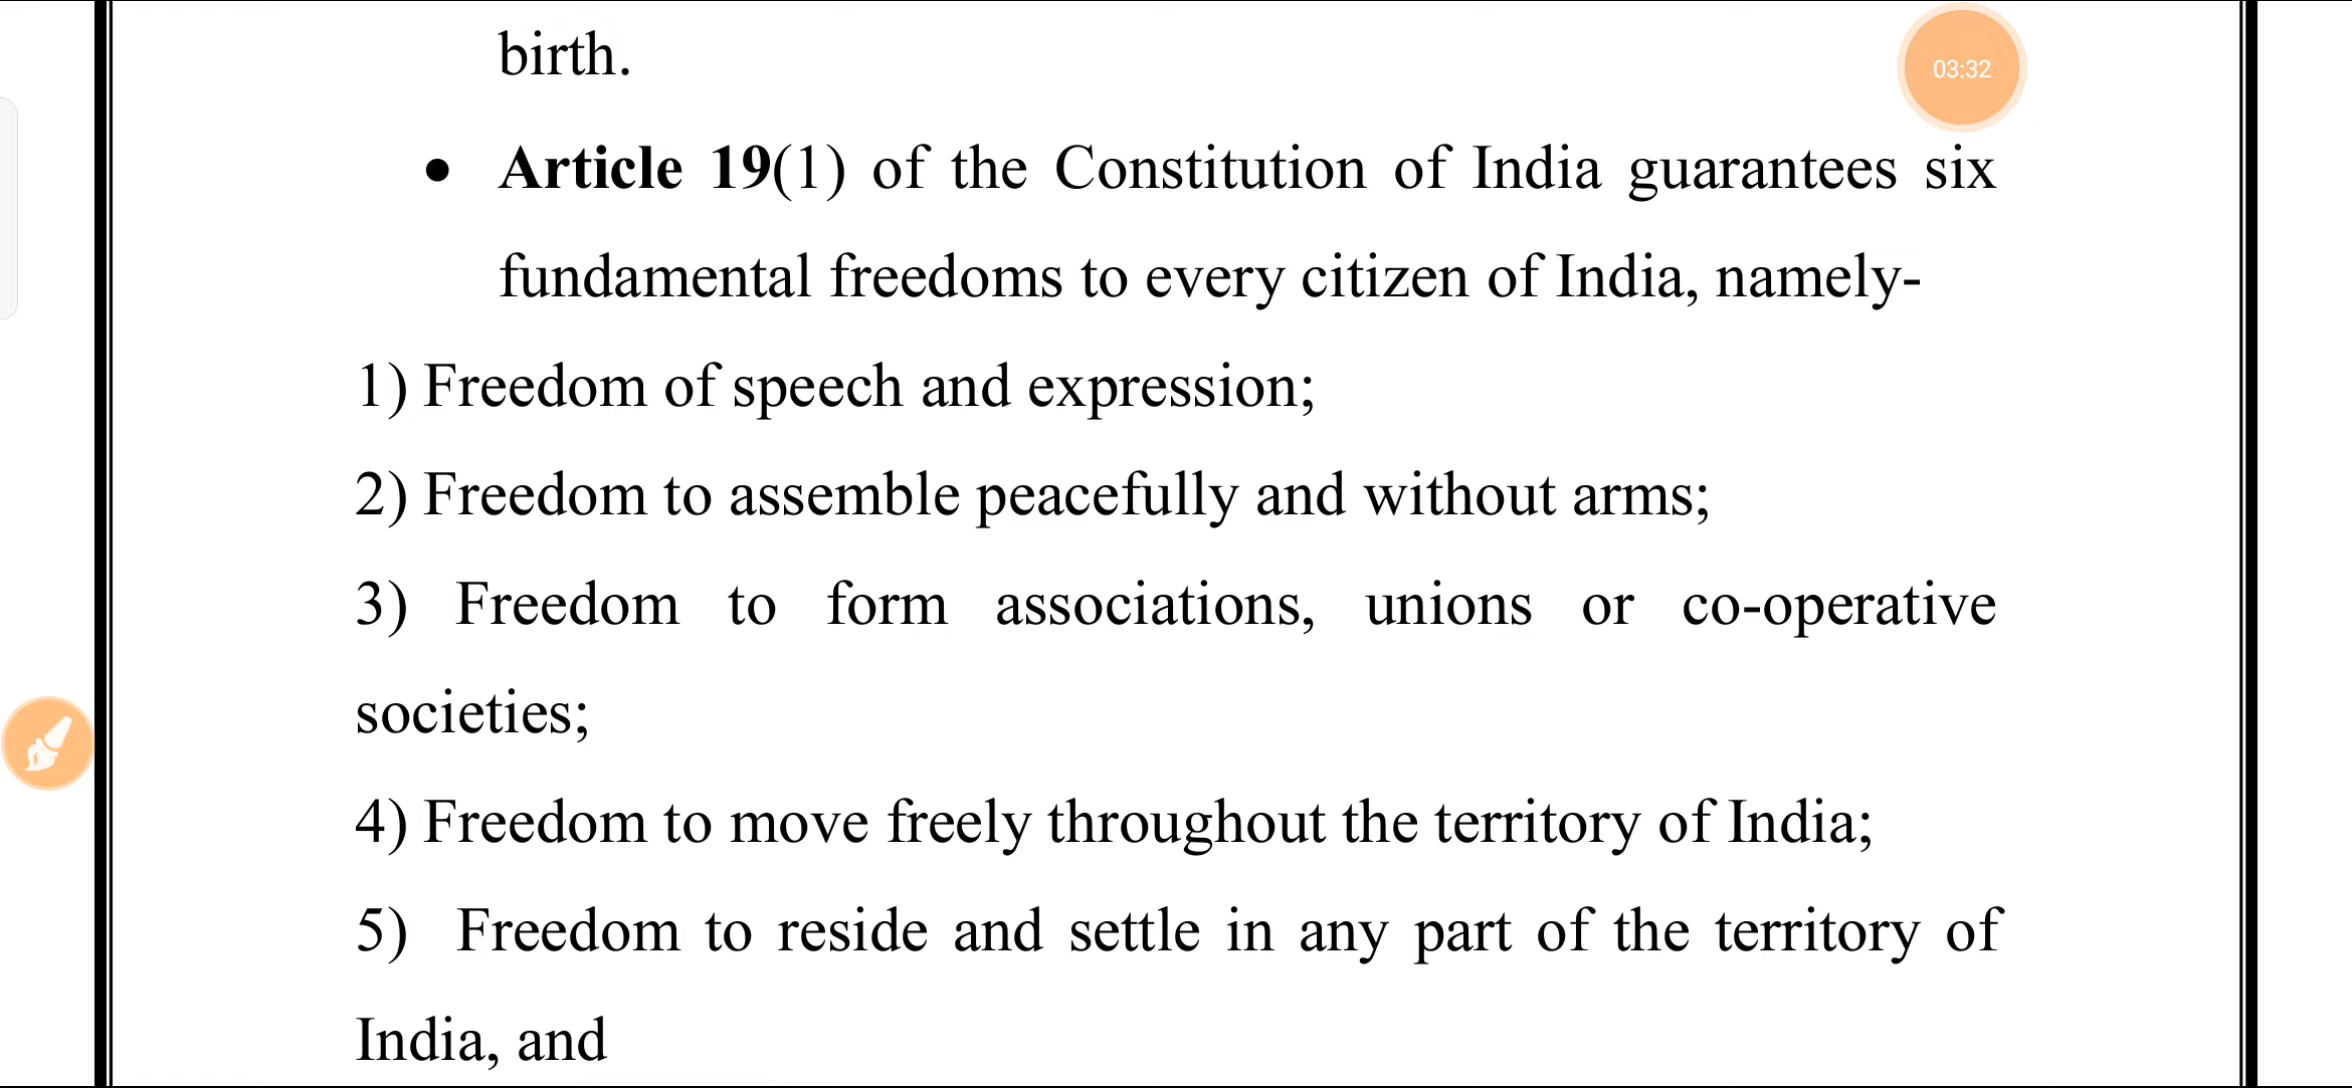 birth.
03:32
• Article 19(1) of the Constitution of India guarantees six
fundamental freedoms to every citizen of India, namely-
1) Freedom of speech and expression;
2) Freedom to assemble peacefully and without arms;
3) Freedom to form associations, unions or co-operative
societies;
4) Freedom to move freely throughout the territory of India;
5) Freedom to reside and settle in any part of the territory of
India, and